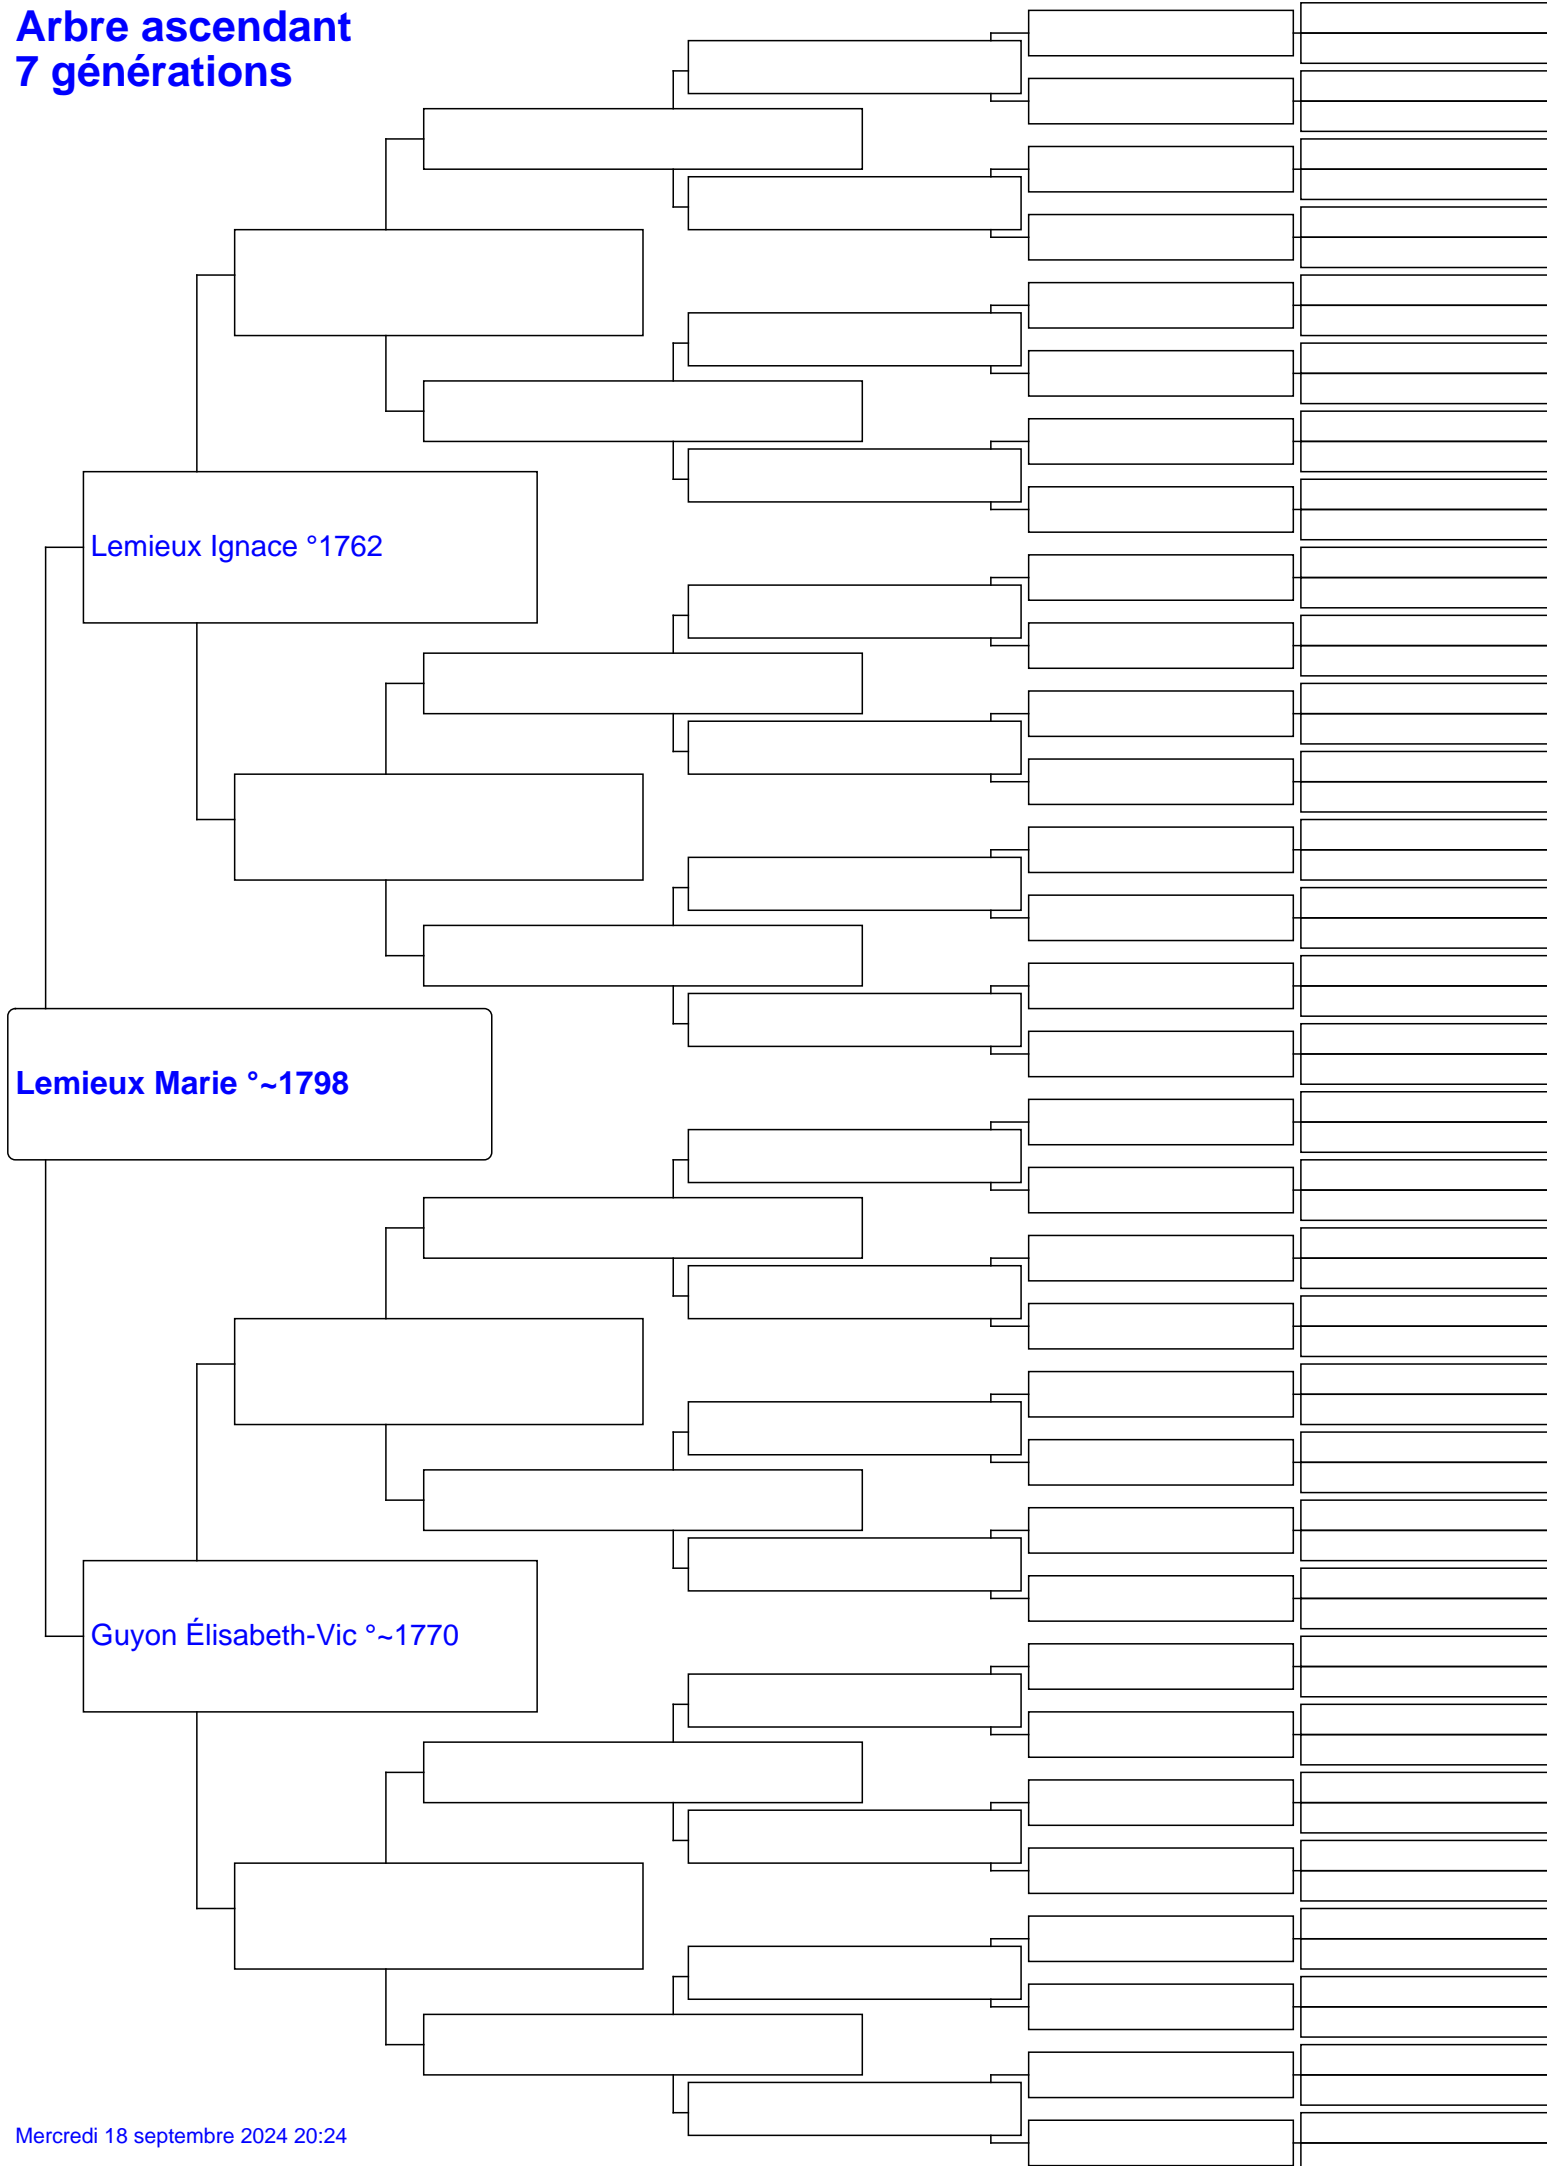 Arbre ascendant
7 générations
Lemieux Ignace °1762
Lemieux Marie °~1798
Guyon Élisabeth-Vic °~1770
Mercredi 18 septembre 2024 20:24